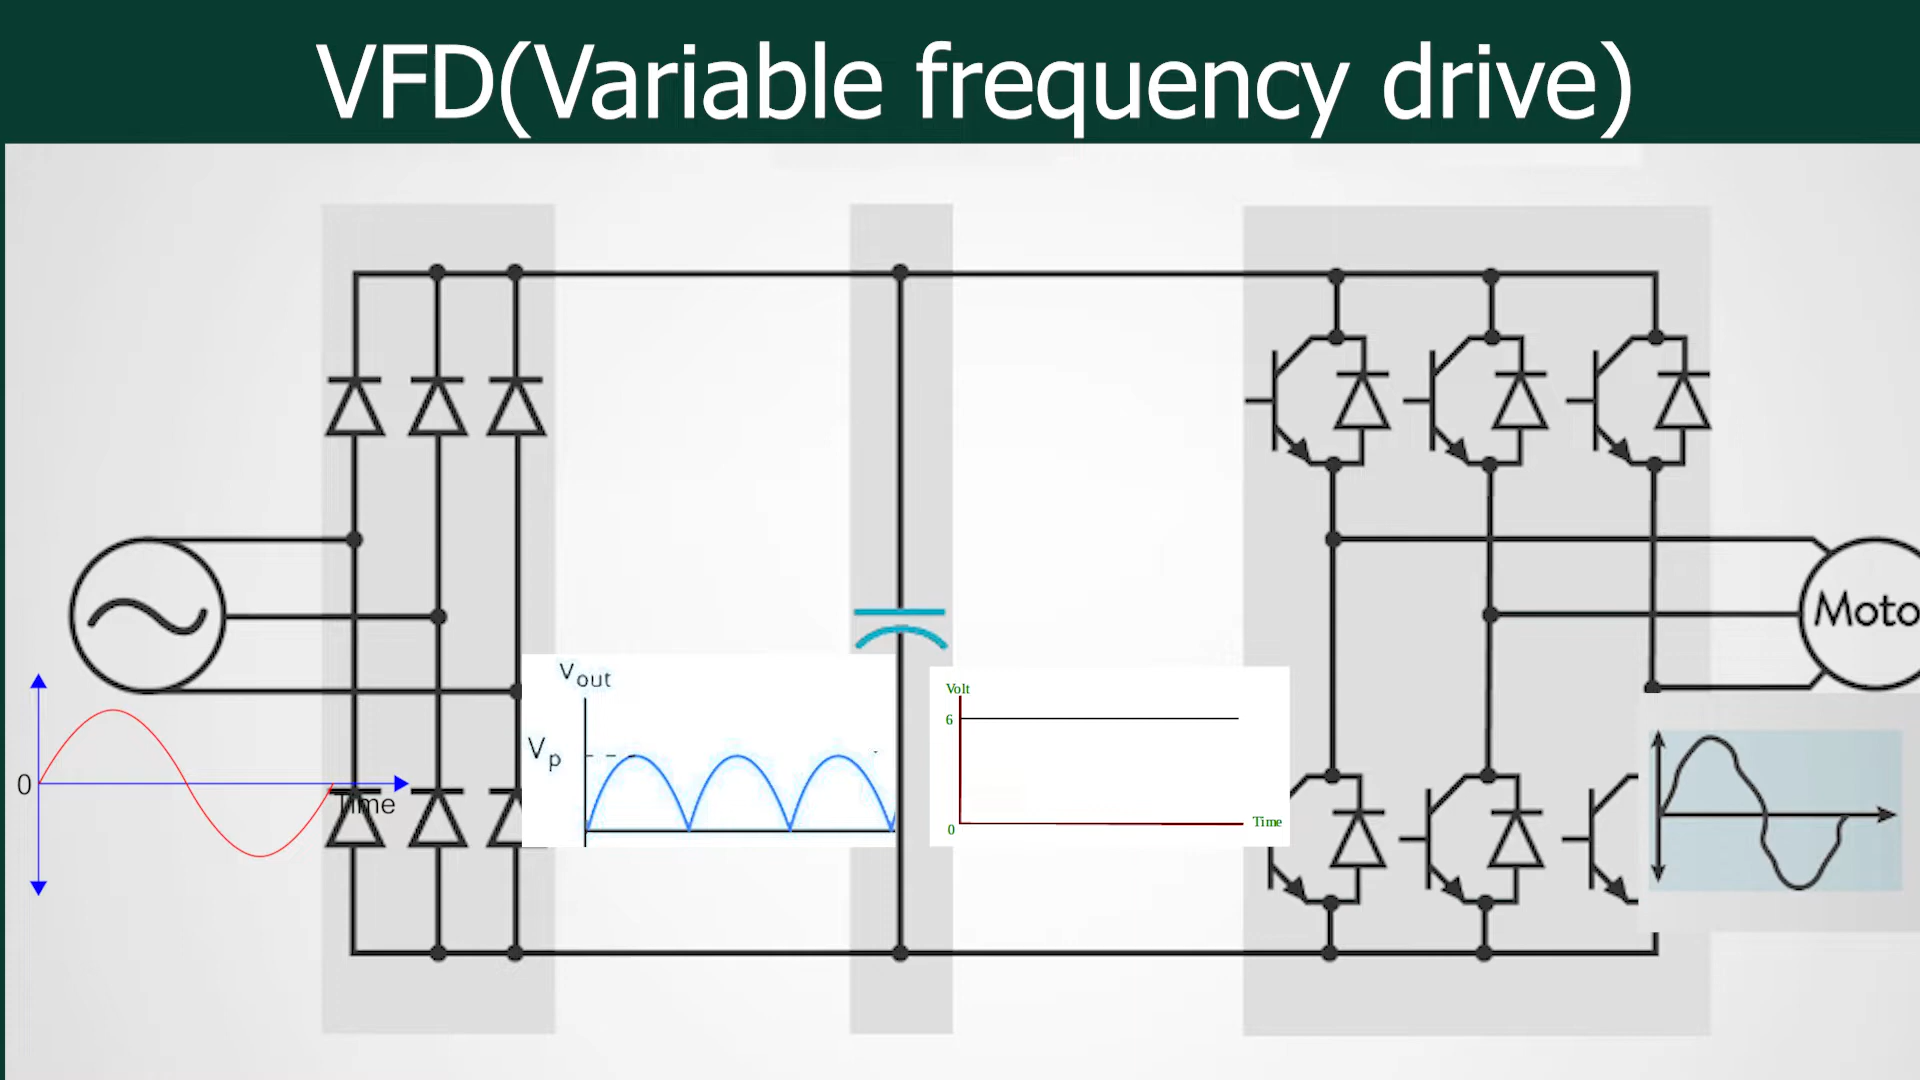 VFD(Variable frequency drive)
Moto
0
Time
Vout
Vp
Volt
6
0
Time